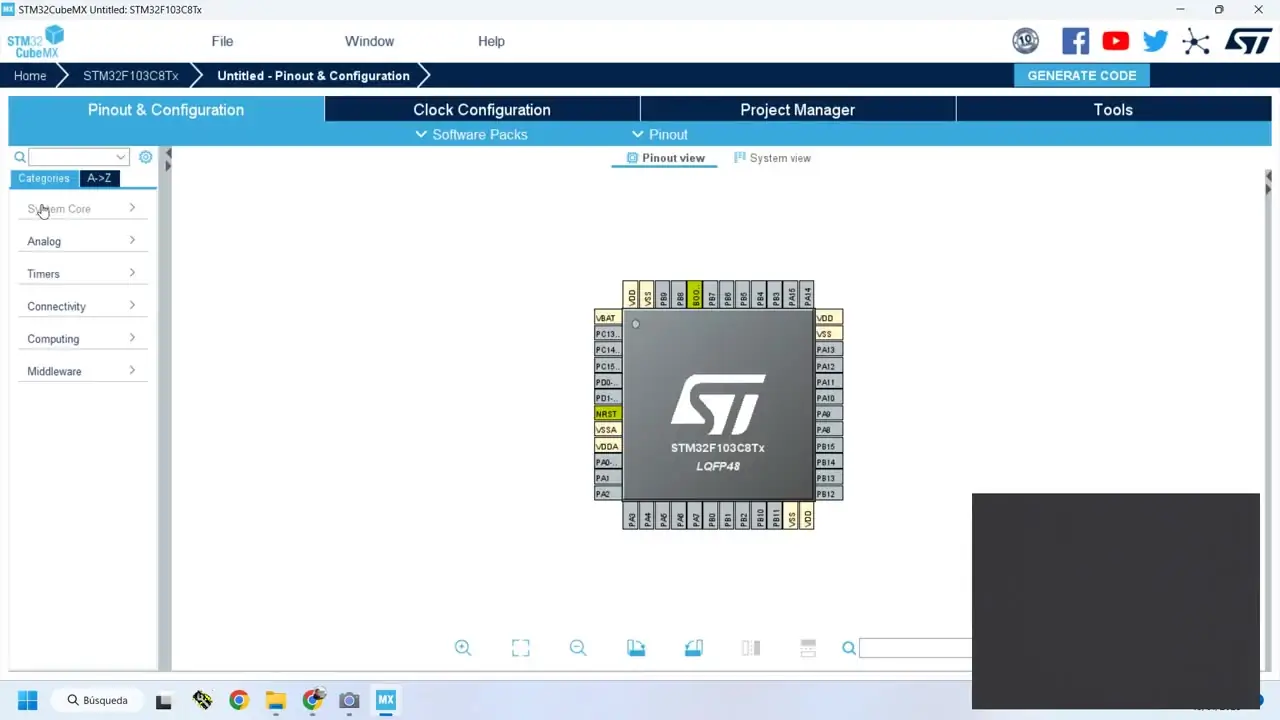 STM32CubeMX Untitled: STM32F103C8Tx
STM32
CubeMX
File
Window
Help
10
Home
STM32F103C8Tx
Untitled - Pinout & Configuration
GENERATE CODE
Pinout & Configuration
Clock Configuration
Project Manager
Tools
Software Packs
Pinout
Pinout view
System view
Categories
A->Z
System Core
Analog
Timers
Connectivity
Computing
Middleware
VDD
VSS
PB9
PB8
BOO..
PB7
PB6
PB5
PB4
PB3
PA15
PA14
VBAT
PC13..
PC14..
PC15..
PD0-..
PD1-..
NRST
VSSA
VDDA
PA0-..
PA1
PA2
VDD
VSS
PA13
PA12
PA11
PA10
PA9
PA8
PB15
PB14
PB13
PB12
ST
STM32F103C8Tx
LQFP48
PA3
PA4
PA5
PA6
PA7
PB0
PB1
PB2
PB10
PB11
VSS
VDD
Búsqueda
MX